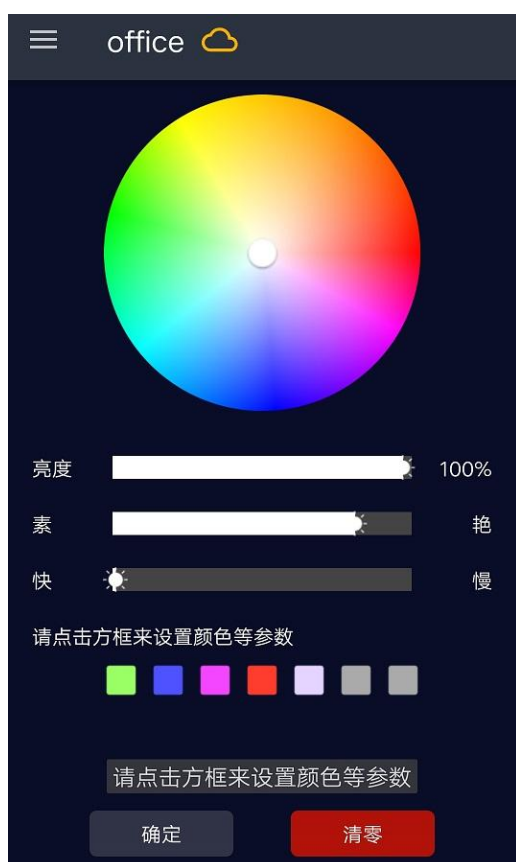 office
亮度 100%
素 艳
快 慢
请点击方框来设置颜色等参数
请点击方框来设置颜色等参数
确定 清零